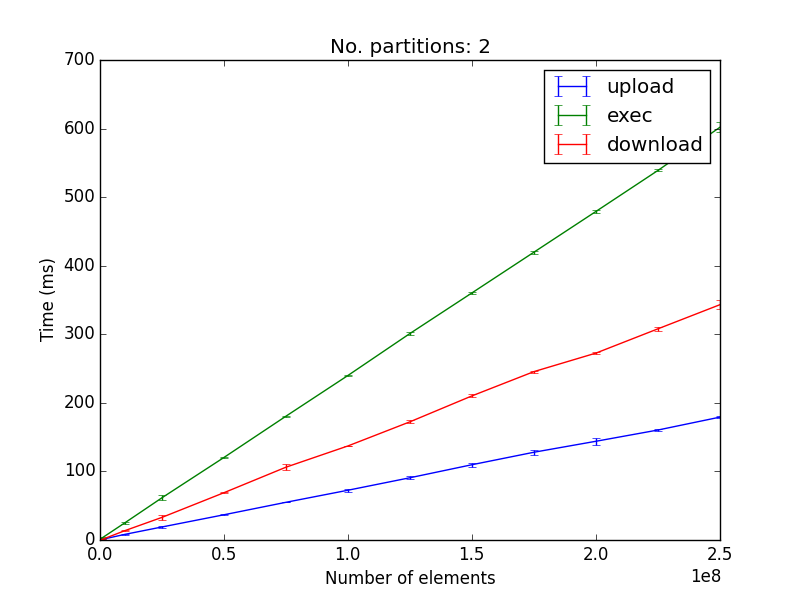 No. partitions: 2
700
600
500
400
300
200
100
0
Time (ms)
upload
exec
download
0.0 0.5 1.0 1.5 2.0 2.5
1e8
Number of elements